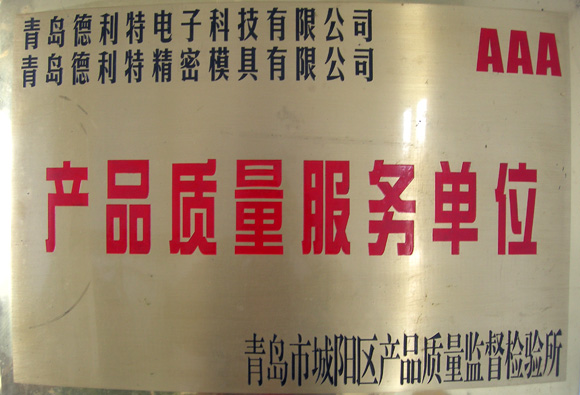 青岛德利特电子科技有限公司
青岛德利特精密模具有限公司
AAA
产品质量服务单位
青岛市城阳区产品质量监督检验所